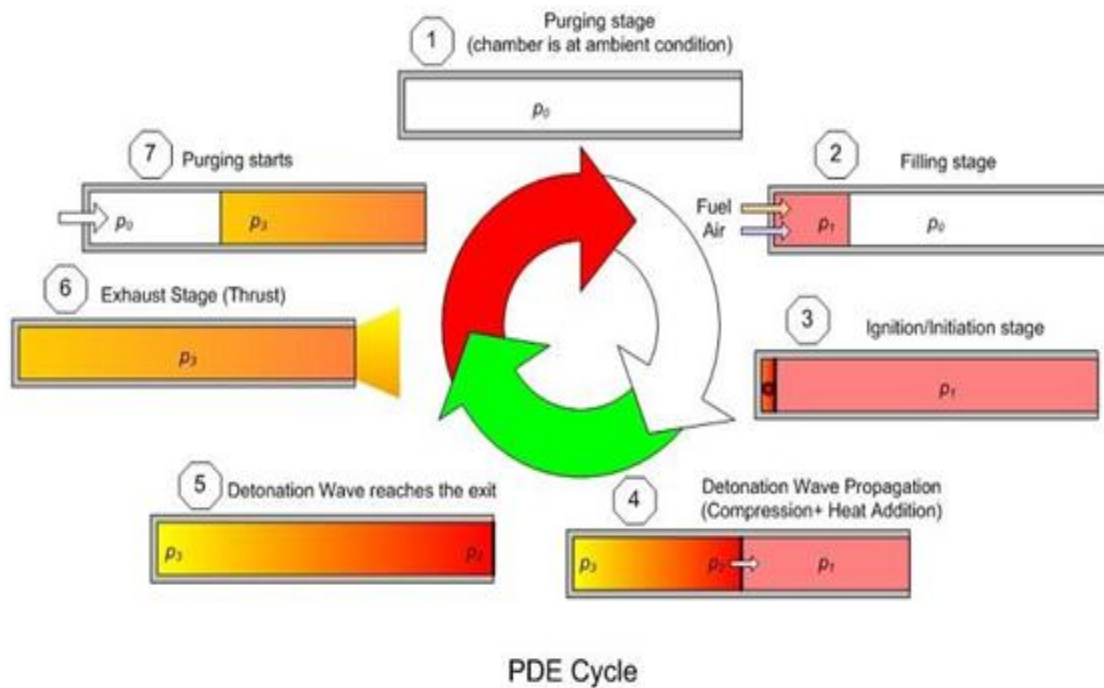 1
Purging stage
(chamber is at ambient condition)
p₀
2
Filling stage
Fuel
Air
p₁
p₀
3
Ignition/Initiation stage
p₁
4
Detonation Wave Propagation
(Compression+ Heat Addition)
p₃
p₂
p₁
5
Detonation Wave reaches the exit
p₃
p₂
6
Exhaust Stage (Thrust)
p₃
7
Purging starts
p₀
p₃
PDE Cycle